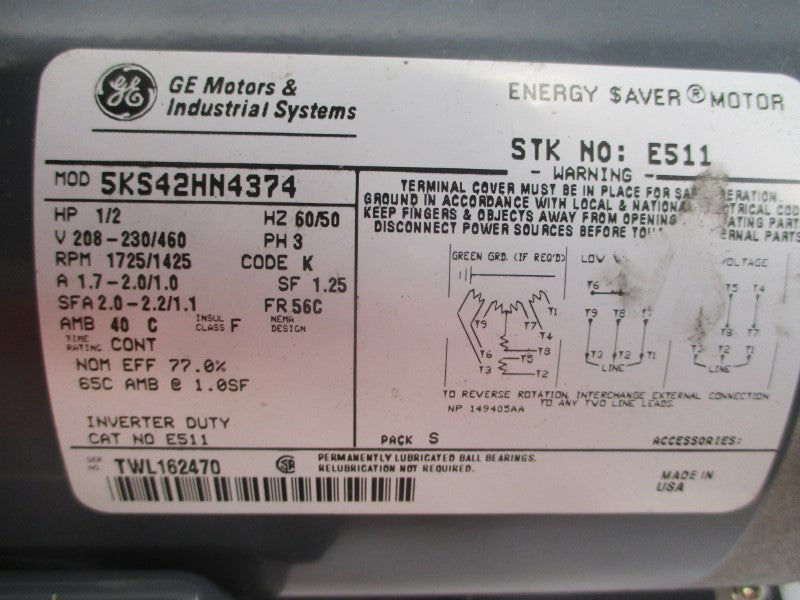 GE
GE Motors &
Industrial Systems
ENERGY $AVER® MOTOR
STK NO: E511
MOD 5KS42HN4374
HP 1/2 HZ 60/50
V 208-230/460 PH 3
RPM 1725/1425 CODE K
A 1.7-2.0/1.0 SF 1.25
SFA 2.0-2.2/1.1 FR 56C
AMB 40 C INSUL CLASS F NEMA DESIGN
TIME RATING CONT
NOM EFF 77.0%
65C AMB @ 1.0SF
INVERTER DUTY
CAT NO E511
- WARNING -
TERMINAL COVER MUST BE IN PLACE FOR
GROUND IN ACCORDANCE WITH LOCAL &
KEEP FINGERS & OBJECTS AWAY FROM PARTS
DISCONNECT POWER SOURCES BEFORE PARTS
GREEN GRD. (IF REQ'D) LOW VOLTAGE
T6 T5 T4
T9 T7 T1 T4
T9 T8 T7
T8 T7
T6 T5 T8
T3 T2
T3 T2 T1
LINE
T3 T2 T1
LINE
TO REVERSE ROTATION, INTERCHANGE EXTERNAL CONNECTION
TO ANY TWO LINE LEADS.
NP 149405AA
PACK S
ACCESSORIES:
SER NO. TWL162470
PERMANENTLY LUBRICATED BALL BEARINGS.
RELUBRICATION NOT REQUIRED.
MADE IN
USA